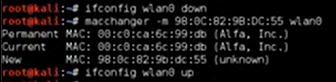 root@kali:~# ifconfig wlan0 down
root@kali:~# macchanger -m 98:0C:82:9B:DC:55 wlan0
Permanent MAC: 00:c0:ca:6c:99:db (Alfa, Inc.)
Current   MAC: 00:c0:ca:6c:99:db (Alfa, Inc.)
New       MAC: 98:0c:82:9b:dc:55 (unknown)
root@kali:~# ifconfig wlan0 up